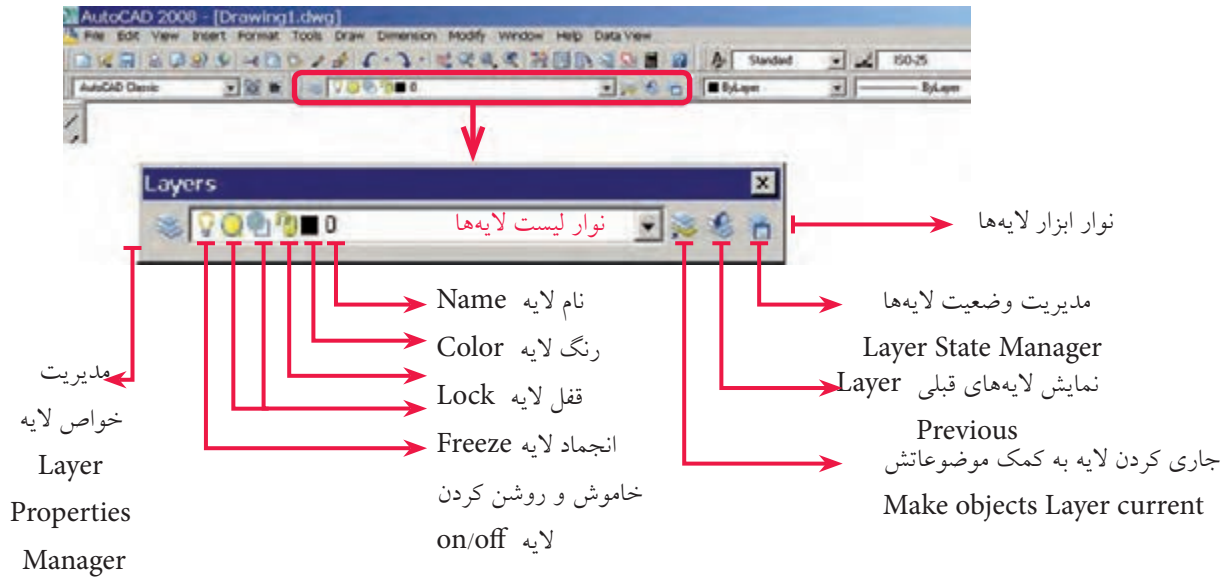 AutoCAD 2008 - [Drawing1.dwg]
File Edit View Insert Format Tools Draw Dimension Modify Window Help Data View
Standard ISO-25
AutoCAD Classic 0 ByLayer ByLayer
Layers
0 نوار لیست لایه‌ها
نوار ابزار لایه‌ها
نام لایه Name
رنگ لایه Color
قفل لایه Lock
انجماد لایه Freeze
خاموش و روشن کردن
لایه on/off
مدیریت
خواص لایه
Layer
Properties
Manager
مدیریت وضعیت لایه‌ها
Layer State Manager
نمایش لایه‌های قبلی Layer
Previous
جاری کردن لایه به کمک موضوعاتش
Make objects Layer current